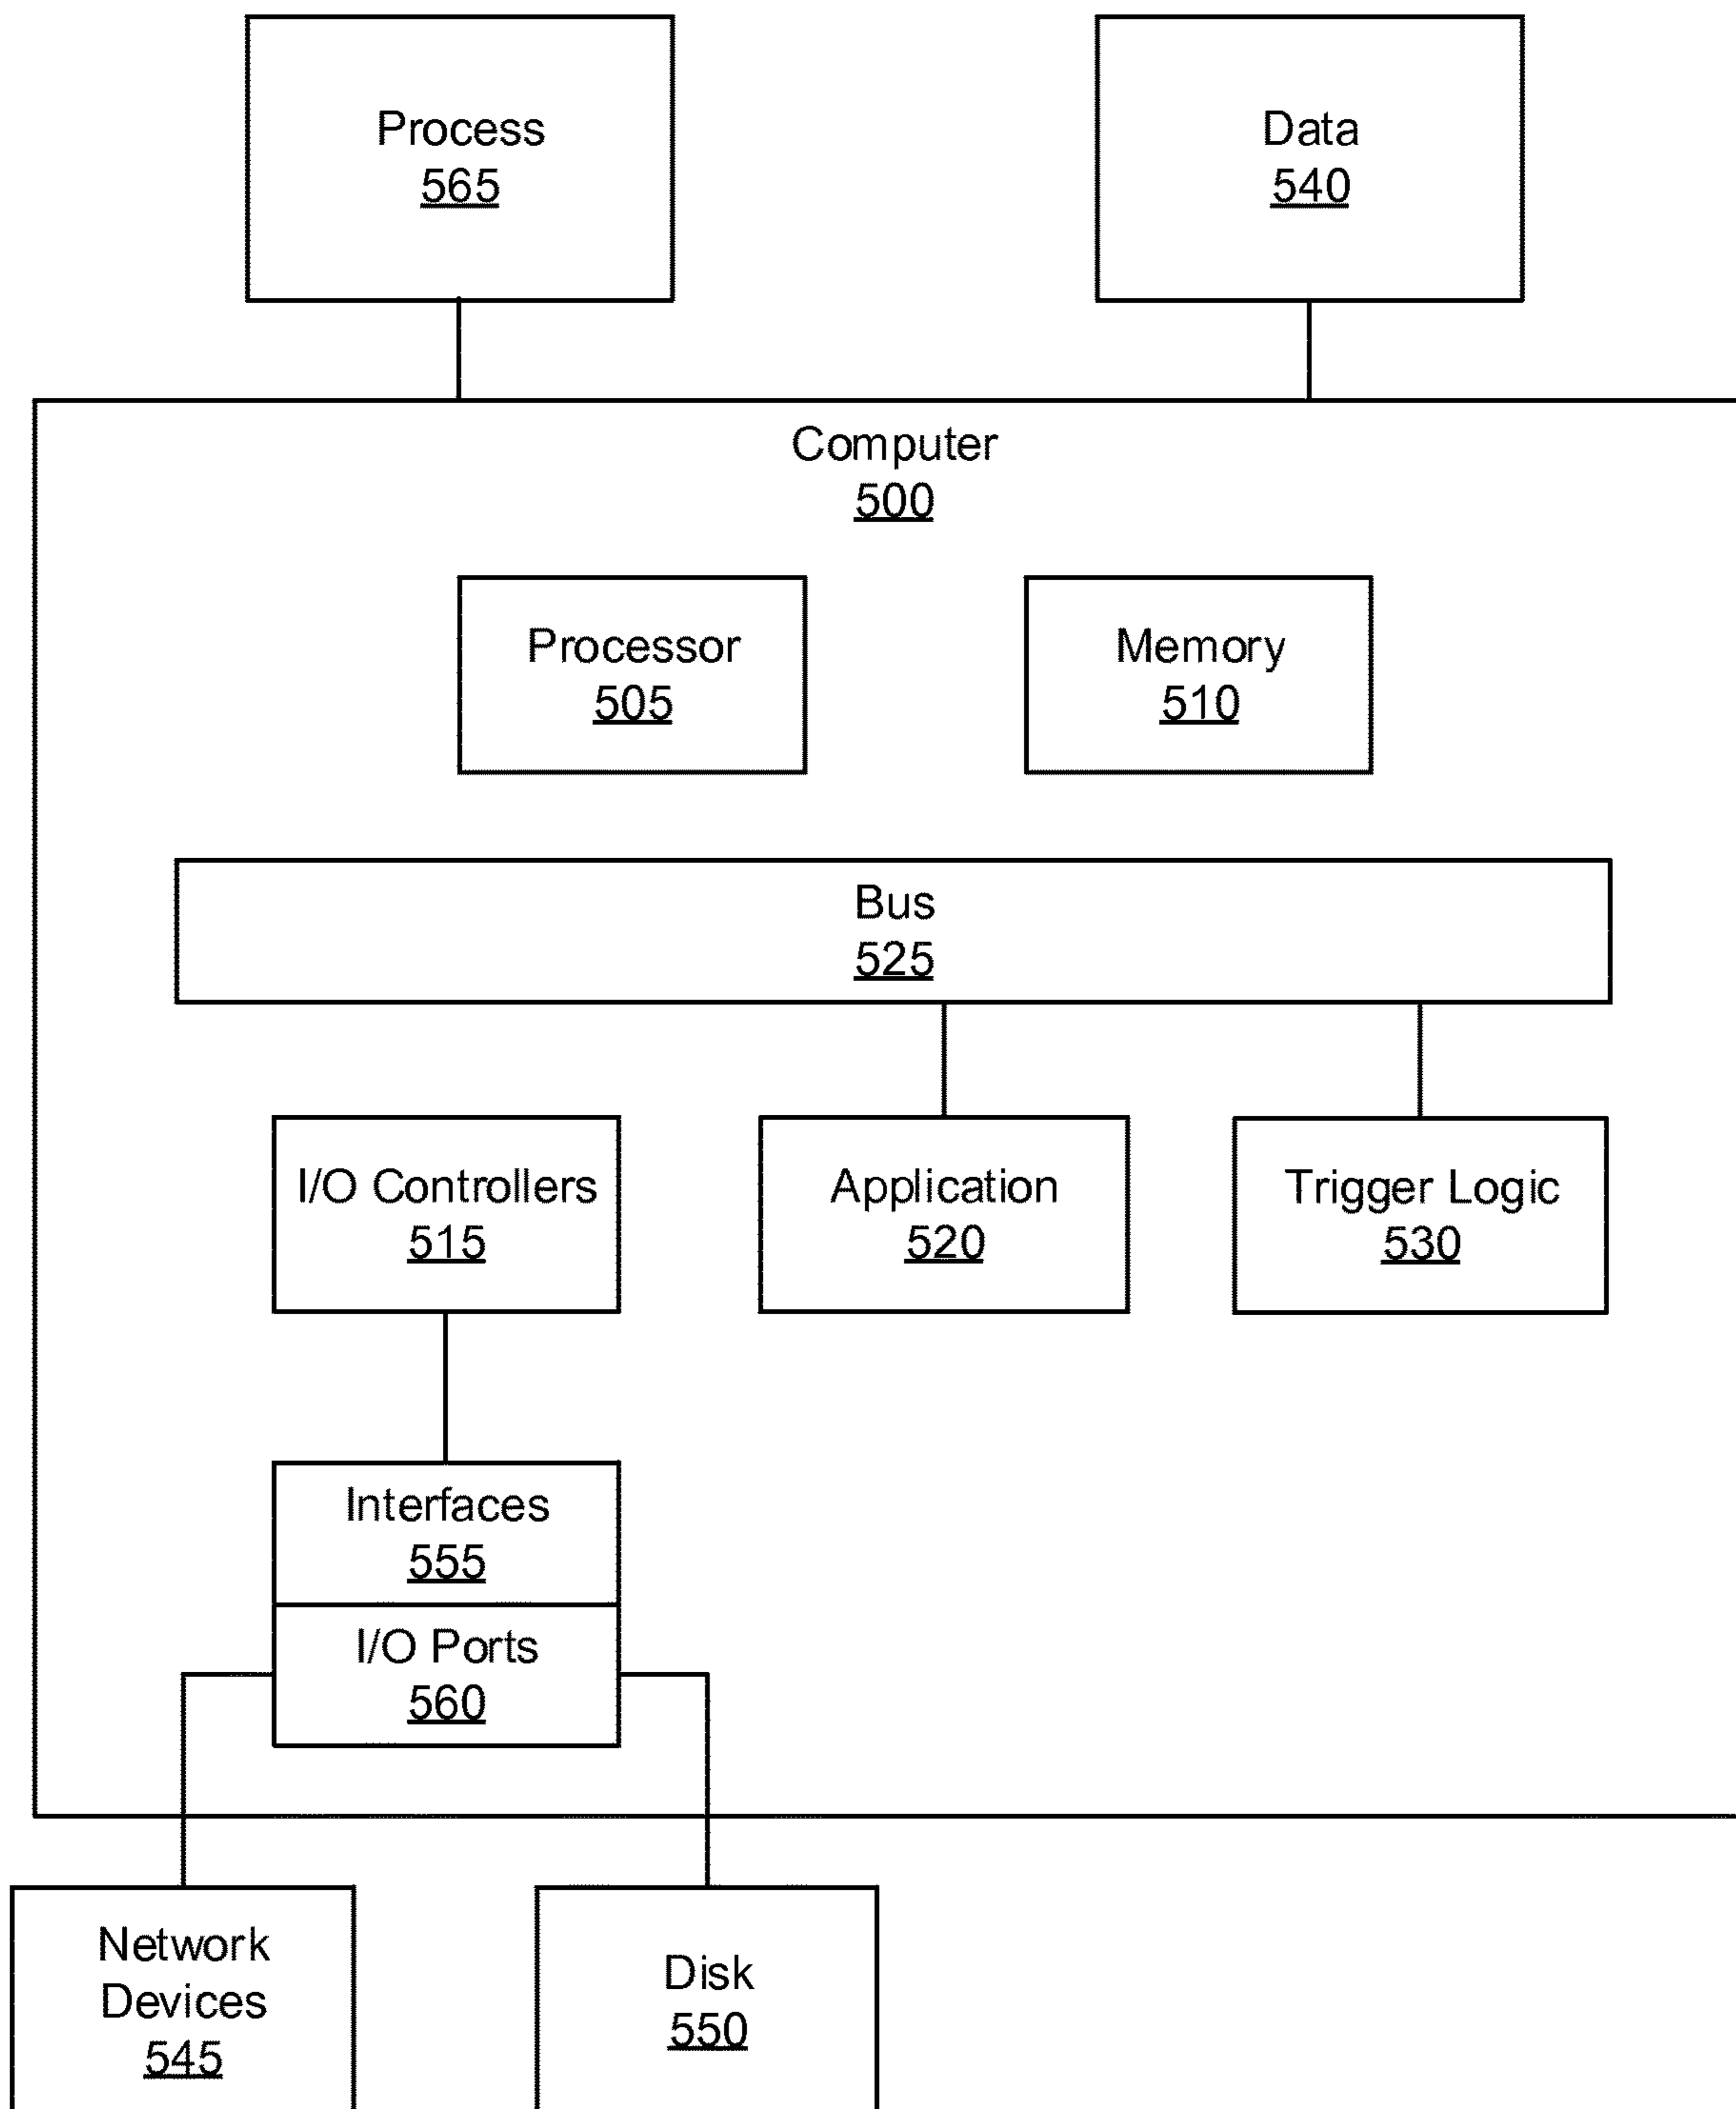 Process
565
Data
540
Computer
500
Processor
505
Memory
510
Bus
525
I/O Controllers
515
Application
520
Trigger Logic
530
Interfaces
555
I/O Ports
560
Network
Devices
545
Disk
550